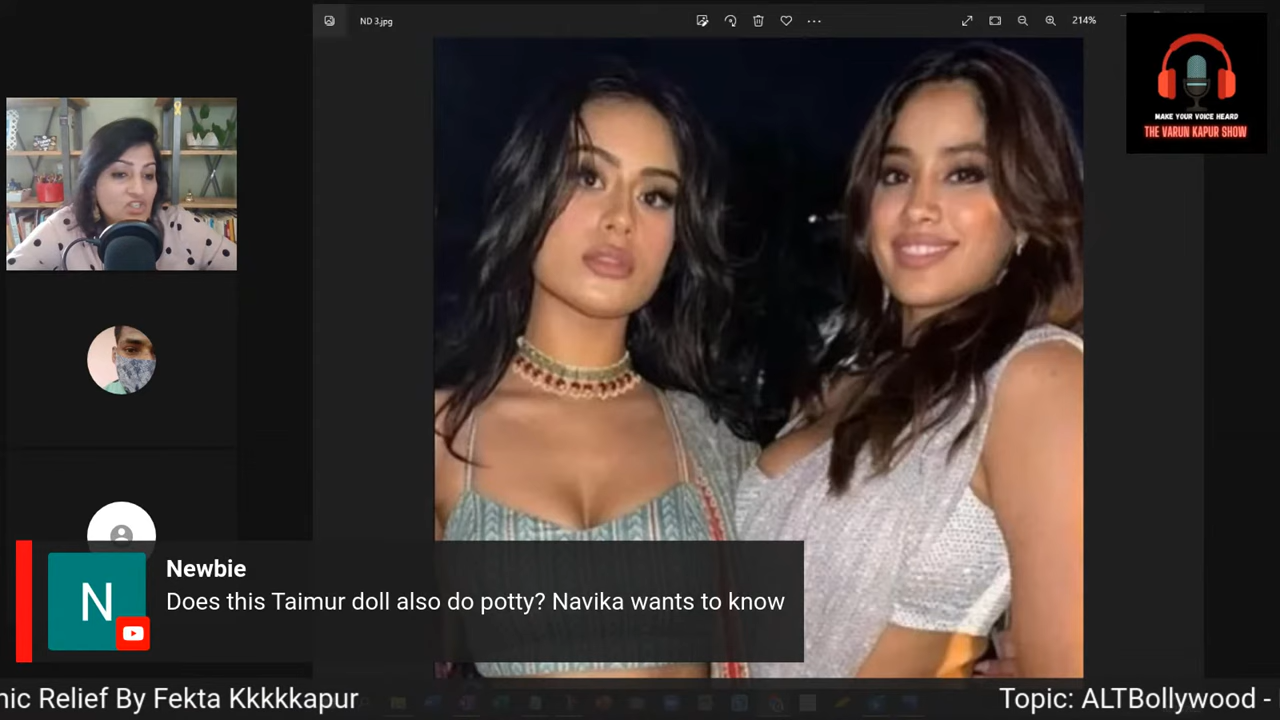 ND 3.jpg
214%
MAKE YOUR VOICE HEARD
THE VARUN KAPUR SHOW
N
Newbie
Does this Taimur doll also do potty? Navika wants to know
nic Relief By Fekta Kkkkkapur
Topic: ALTBollywood -